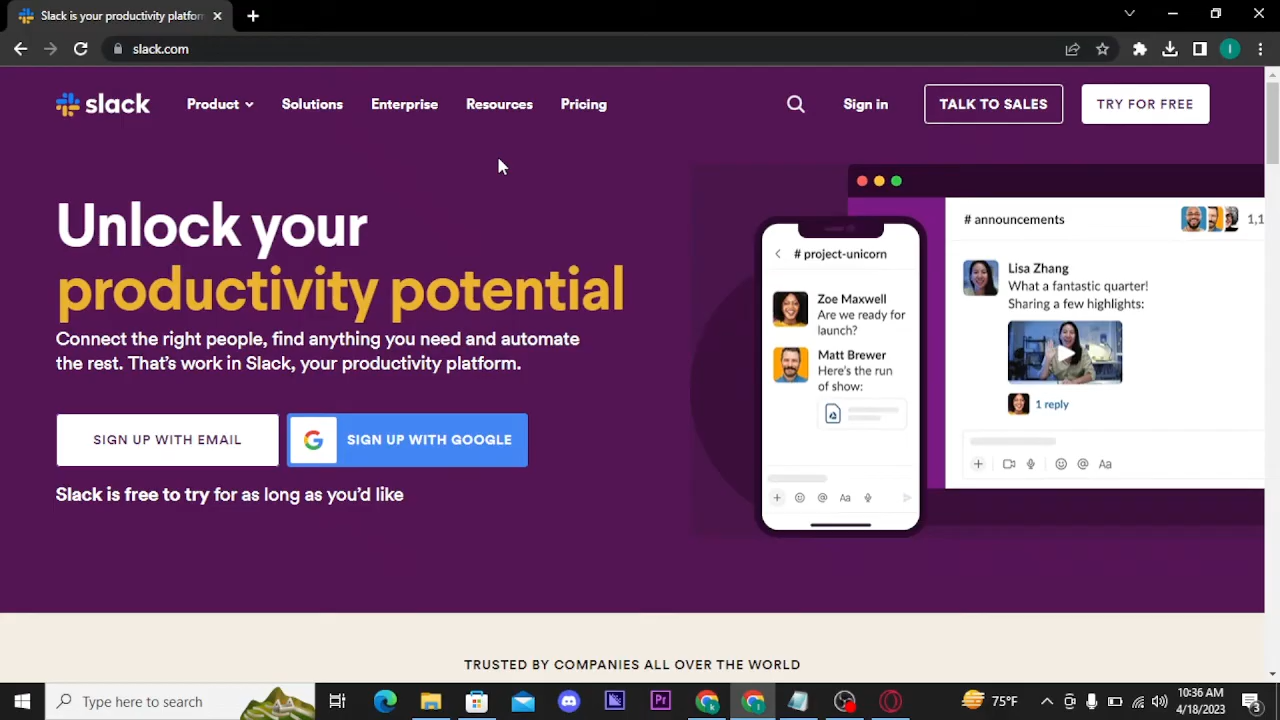 Slack is your productivity platforr
slack.com
slack
Product
Solutions
Enterprise
Resources
Pricing
Sign in
TALK TO SALES
TRY FOR FREE
Unlock your
productivity potential
Connect the right people, find anything you need and automate
the rest. That's work in Slack, your productivity platform.
SIGN UP WITH EMAIL
G SIGN UP WITH GOOGLE
Slack is free to try for as long as you'd like
# project-unicorn
Zoe Maxwell
Are we ready for
launch?
Matt Brewer
Here's the run
of show:
Aa
# announcements
1,1
Lisa Zhang
What a fantastic quarter!
Sharing a few highlights:
1 reply
Aa
TRUSTED BY COMPANIES ALL OVER THE WORLD
Type here to search
Pr
75°F
10:36 AM
4/18/2023
3